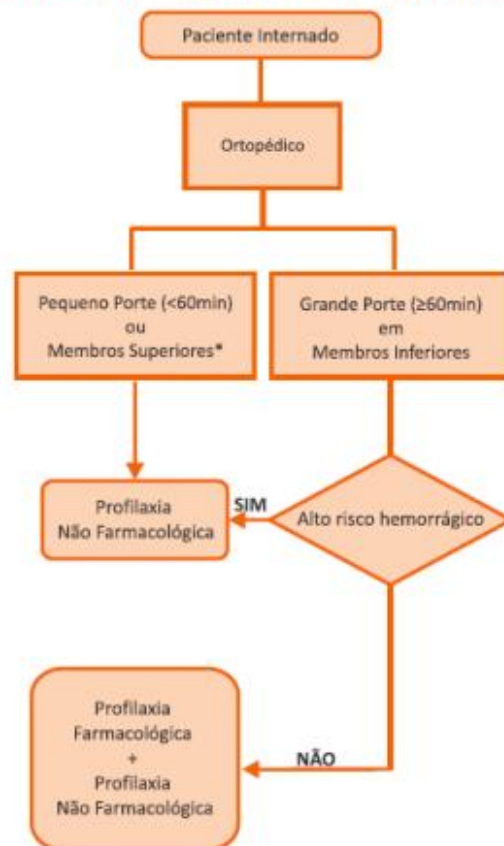 Paciente Internado
Ortopédico
Pequeno Porte (<60min)
ou
Membros Superiores*
Grande Porte (≥60min)
em
Membros Inferiores
Profilaxia
Não Farmacológica
SIM
Alto risco hemorrágico
Profilaxia
Farmacológica
+
Profilaxia
Não Farmacológica
NÃO